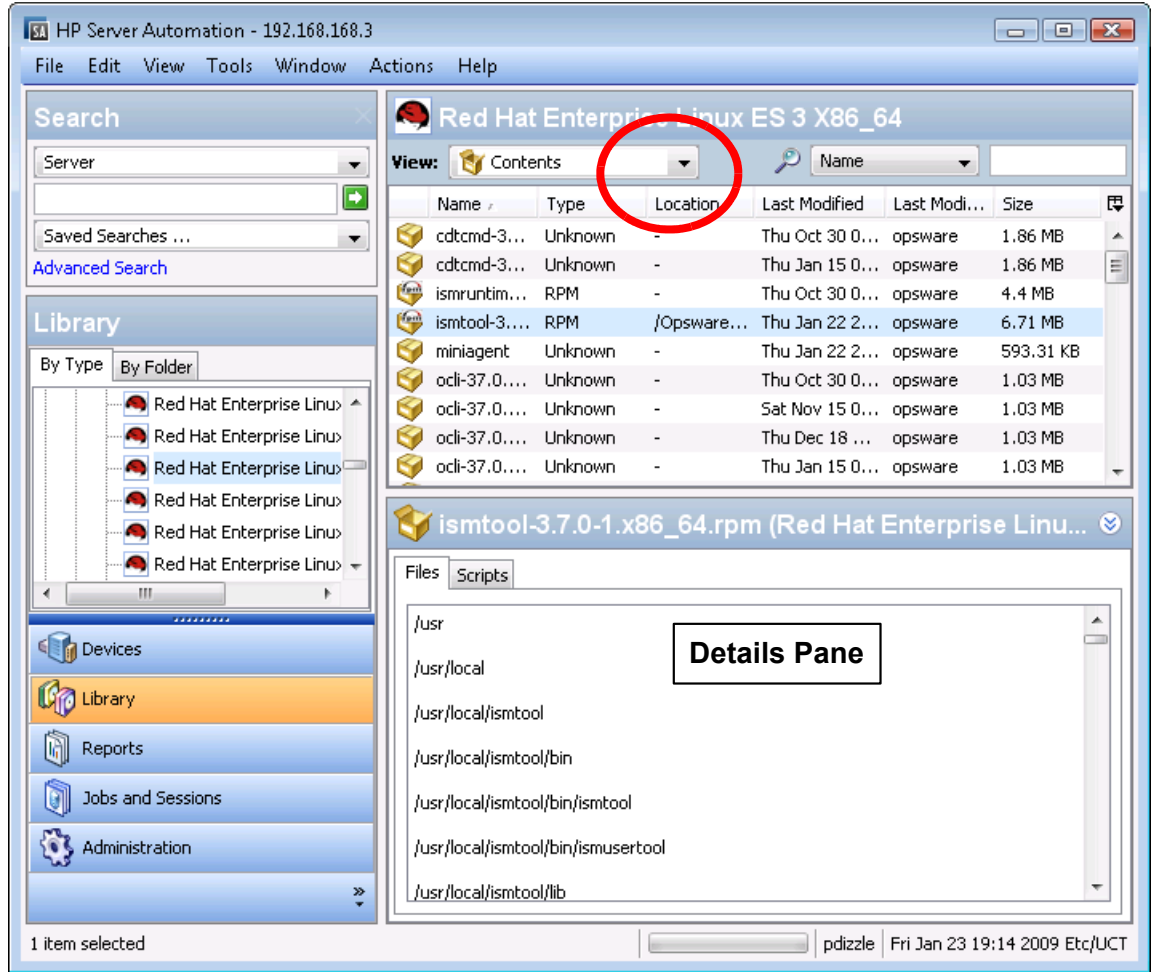 HP Server Automation - 192.168.168.3
File Edit View Tools Window Actions Help
Search
Server
Saved Searches ...
Advanced Search
Library
By Type By Folder
Red Hat Enterprise Linux
Red Hat Enterprise Linux
Red Hat Enterprise Linux
Red Hat Enterprise Linux
Red Hat Enterprise Linux
Red Hat Enterprise Linux
Devices
Library
Reports
Jobs and Sessions
Administration
Red Hat Enterprise Linux ES 3 X86_64
View: Contents Name
Name Type Location Last Modified Last Modi... Size
cdtcmd-3... Unknown - Thu Oct 30 0... opsware 1.86 MB
cdtcmd-3... Unknown - Thu Jan 15 0... opsware 1.86 MB
ismruntim... RPM - Thu Oct 30 0... opsware 4.4 MB
ismtool-3.... RPM /Opsware... Thu Jan 22 2... opsware 6.71 MB
miniagent Unknown - Thu Jan 22 2... opsware 593.31 KB
ocli-37.0.... Unknown - Thu Oct 30 0... opsware 1.03 MB
ocli-37.0.... Unknown - Sat Nov 15 0... opsware 1.03 MB
ocli-37.0.... Unknown - Thu Dec 18 ... opsware 1.03 MB
ocli-37.0.... Unknown - Thu Jan 15 0... opsware 1.03 MB
ismtool-3.7.0-1.x86_64.rpm (Red Hat Enterprise Linu...
Files Scripts
/usr
/usr/local
/usr/local/ismtool
/usr/local/ismtool/bin
/usr/local/ismtool/bin/ismtool
/usr/local/ismtool/bin/ismusertool
/usr/local/ismtool/lib
Details Pane
1 item selected
pdizzle Fri Jan 23 19:14 2009 Etc/UCT